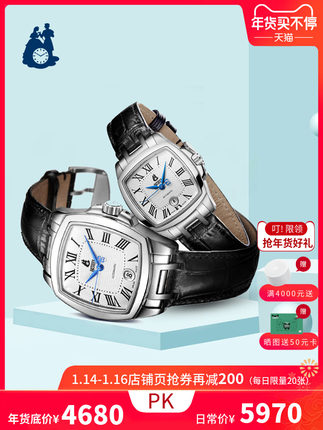 年货买不停
天猫
叮! 限领
抢年货好礼
赠
满4000元送
赠
晒图送50元卡
1.14-1.16店铺页抢券再减200 (每日限量20张)
PK
年货底价¥4680
日常价¥5970